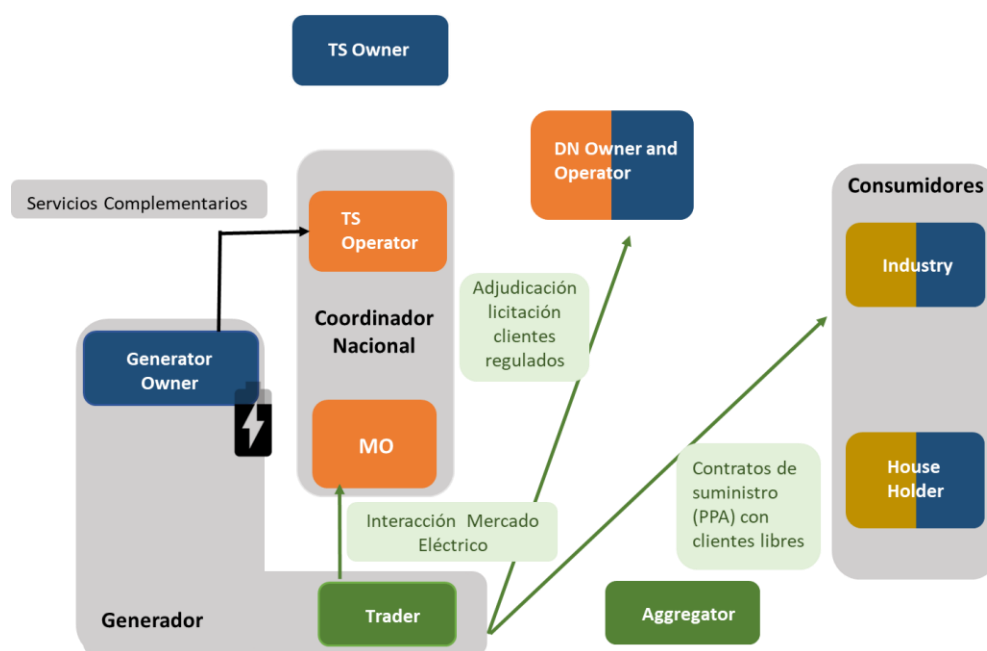 TS Owner
DN Owner and
Operator
Consumidores
Servicios Complementarios
TS
Operator
Industry
Adjudicación
licitación
clientes
regulados
Coordinador
Nacional
Generator
Owner
MO
House
Holder
Contratos de
suministro
(PPA) con
clientes libres
Interacción Mercado
Eléctrico
Generador
Trader
Aggregator